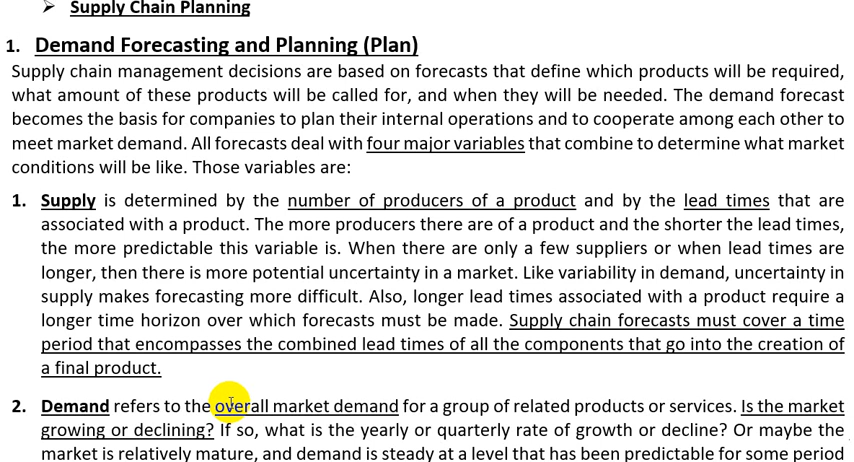 ➢ Supply Chain Planning
1. Demand Forecasting and Planning (Plan)
Supply chain management decisions are based on forecasts that define which products will be required,
what amount of these products will be called for, and when they will be needed. The demand forecast
becomes the basis for companies to plan their internal operations and to cooperate among each other to
meet market demand. All forecasts deal with four major variables that combine to determine what market
conditions will be like. Those variables are:
1. Supply is determined by the number of producers of a product and by the lead times that are
associated with a product. The more producers there are of a product and the shorter the lead times,
the more predictable this variable is. When there are only a few suppliers or when lead times are
longer, then there is more potential uncertainty in a market. Like variability in demand, uncertainty in
supply makes forecasting more difficult. Also, longer lead times associated with a product require a
longer time horizon over which forecasts must be made. Supply chain forecasts must cover a time
period that encompasses the combined lead times of all the components that go into the creation of
a final product.
2. Demand refers to the overall market demand for a group of related products or services. Is the market
growing or declining? If so, what is the yearly or quarterly rate of growth or decline? Or maybe the
market is relatively mature, and demand is steady at a level that has been predictable for some period